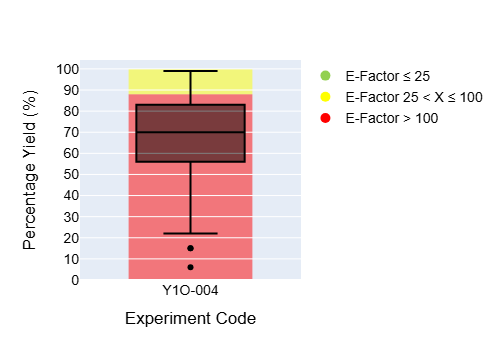 100
90
80
70
60
50
40
30
20
10
0
Percentage Yield (%)
Y1O-004
Experiment Code
E-Factor ≤ 25
E-Factor 25 < X ≤ 100
E-Factor > 100